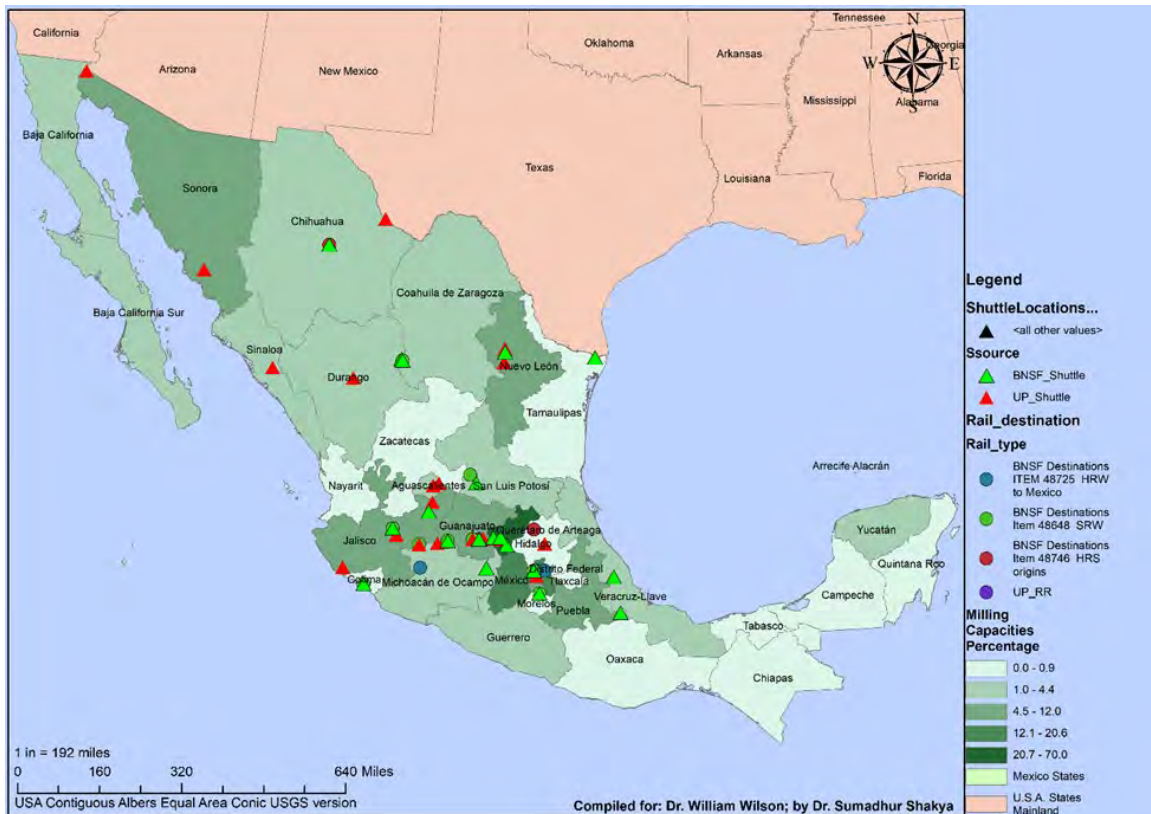 California
Arizona
New Mexico
Oklahoma
Arkansas
Tennessee
Mississippi
Alabama
Georgia
N
W
E
S
Texas
Louisiana
Florida
Baja California
Sonora
Chihuahua
Coahuila de Zaragoza
Baja California Sur
Sinaloa
Durango
Nuevo León
Tamaulipas
Zacatecas
Nayarit
Aguascalientes
San Luis Potosí
Arrecife Alacrán
Jalisco
Guanajuato
Querétaro de Arteaga
Hidalgo
Yucatán
Quintana Roo
Colima
Michoacán de Ocampo
México
Distrito Federal
Tlaxcala
Morelos
Puebla
Veracruz-Llave
Campeche
Tabasco
Guerrero
Oaxaca
Chiapas
Legend
ShuttleLocations...
<all other values>
Ssource
BNSF_Shuttle
UP_Shuttle
Rail_destination
Rail_type
BNSF Destinations
ITEM 48725 HRW
to Mexico
BNSF Destinations
Item 48648 SRW
BNSF Destinations
Item 48746 HRS
origins
UP_RR
Milling
Capacities
Percentage
0.0 - 0.9
1.0 - 4.4
4.5 - 12.0
12.1 - 20.6
20.7 - 70.0
Mexico States
U.S.A. States
Mainland
1 in = 192 miles
0 160 320 640 Miles
USA Contiguous Albers Equal Area Conic USGS version
Compiled for: Dr. William Wilson; by Dr. Sumadhur Shakya